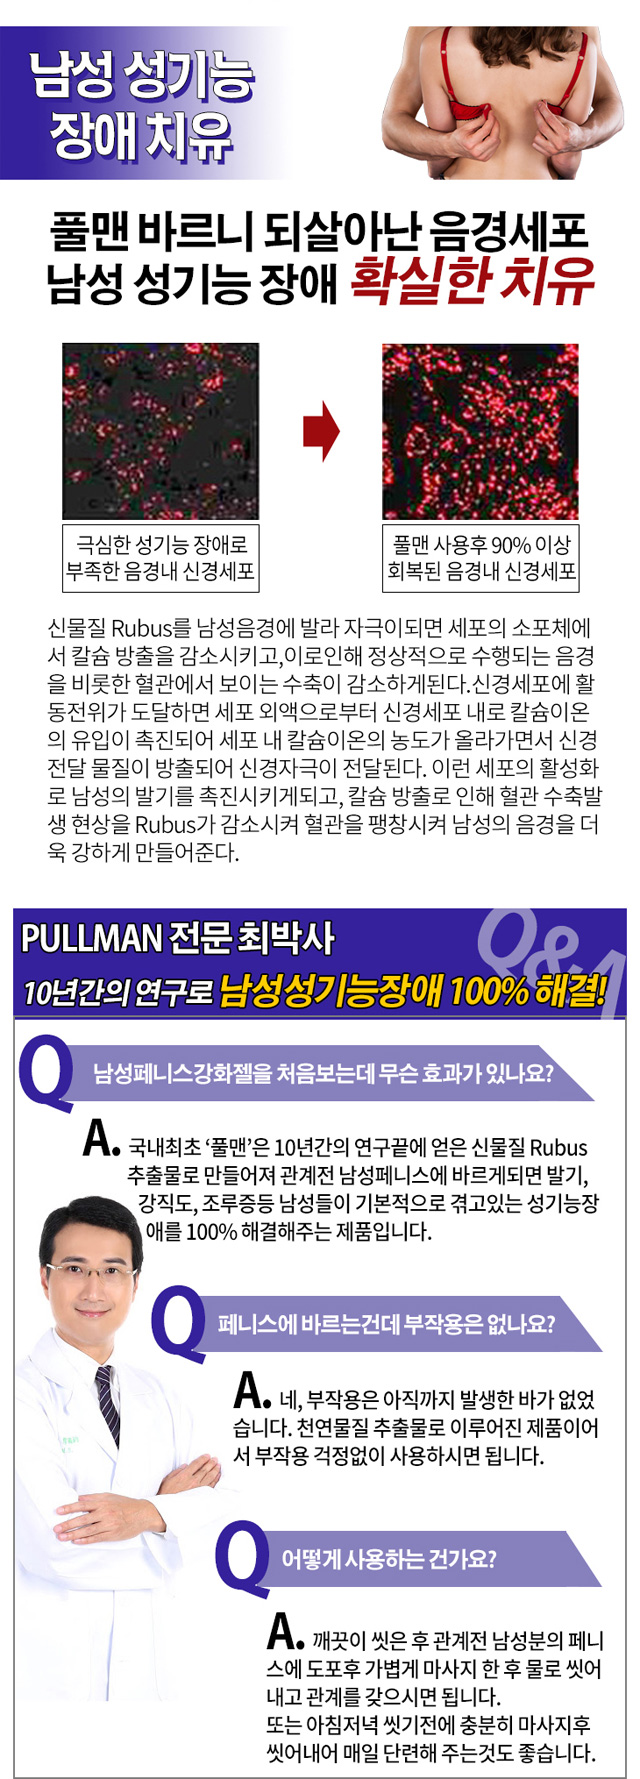 남성 성기능
장애 치유
풀맨 바르니 되살아난 음경세포
남성 성기능 장애 확실한 치유
극심한 성기능 장애로
부족한 음경내 신경세포
풀맨 사용후 90% 이상
회복된 음경내 신경세포
신물질 Rubus를 남성음경에 발라 자극이되면 세포의 소포체에
서 칼슘 방출을 감소시키고,이로인해 정상적으로 수행되는 음경
을 비롯한 혈관에서 보이는 수축이 감소하게된다.신경세포에 활
동전위가 도달하면 세포 외액으로부터 신경세포 내로 칼슘이온
의 유입이 촉진되어 세포 내 칼슘이온의 농도가 올라가면서 신경
전달 물질이 방출되어 신경자극이 전달된다. 이런 세포의 활성화
로 남성의 발기를 촉진시키게되고, 칼슘 방출로 인해 혈관 수축발
생 현상을 Rubus가 감소시켜 혈관을 팽창시켜 남성의 음경을 더
욱 강하게 만들어준다.
PULLMAN 전문 최박사
Q&A
10년간의 연구로 남성성기능장애 100% 해결!
Q 남성페니스강화젤을 처음보는데 무슨 효과가 있나요?
A. 국내최초 ‘풀맨’은 10년간의 연구끝에 얻은 신물질 Rubus
추출물로 만들어져 관계전 남성페니스에 바르게되면 발기,
강직도, 조루증등 남성들이 기본적으로 겪고있는 성기능장
애를 100% 해결해주는 제품입니다.
Q 페니스에 바르는건데 부작용은 없나요?
A. 네, 부작용은 아직까지 발생한 바가 없었
습니다. 천연물질 추출물로 이루어진 제품이어
서 부작용 걱정없이 사용하시면 됩니다.
Q 어떻게 사용하는 건가요?
A. 깨끗이 씻은 후 관계전 남성분의 페니
스에 도포후 가볍게 마사지 한 후 물로 씻어
내고 관계를 갖으시면 됩니다.
또는 아침저녁 씻기전에 충분히 마사지후
씻어내어 매일 단련해 주는것도 좋습니다.